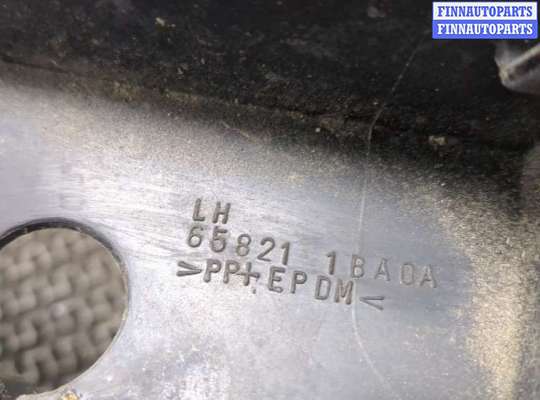 FINNAUTOPARTS
FINNAUTOPARTS
LH
65821 1BA0A
>PP+EPDM<